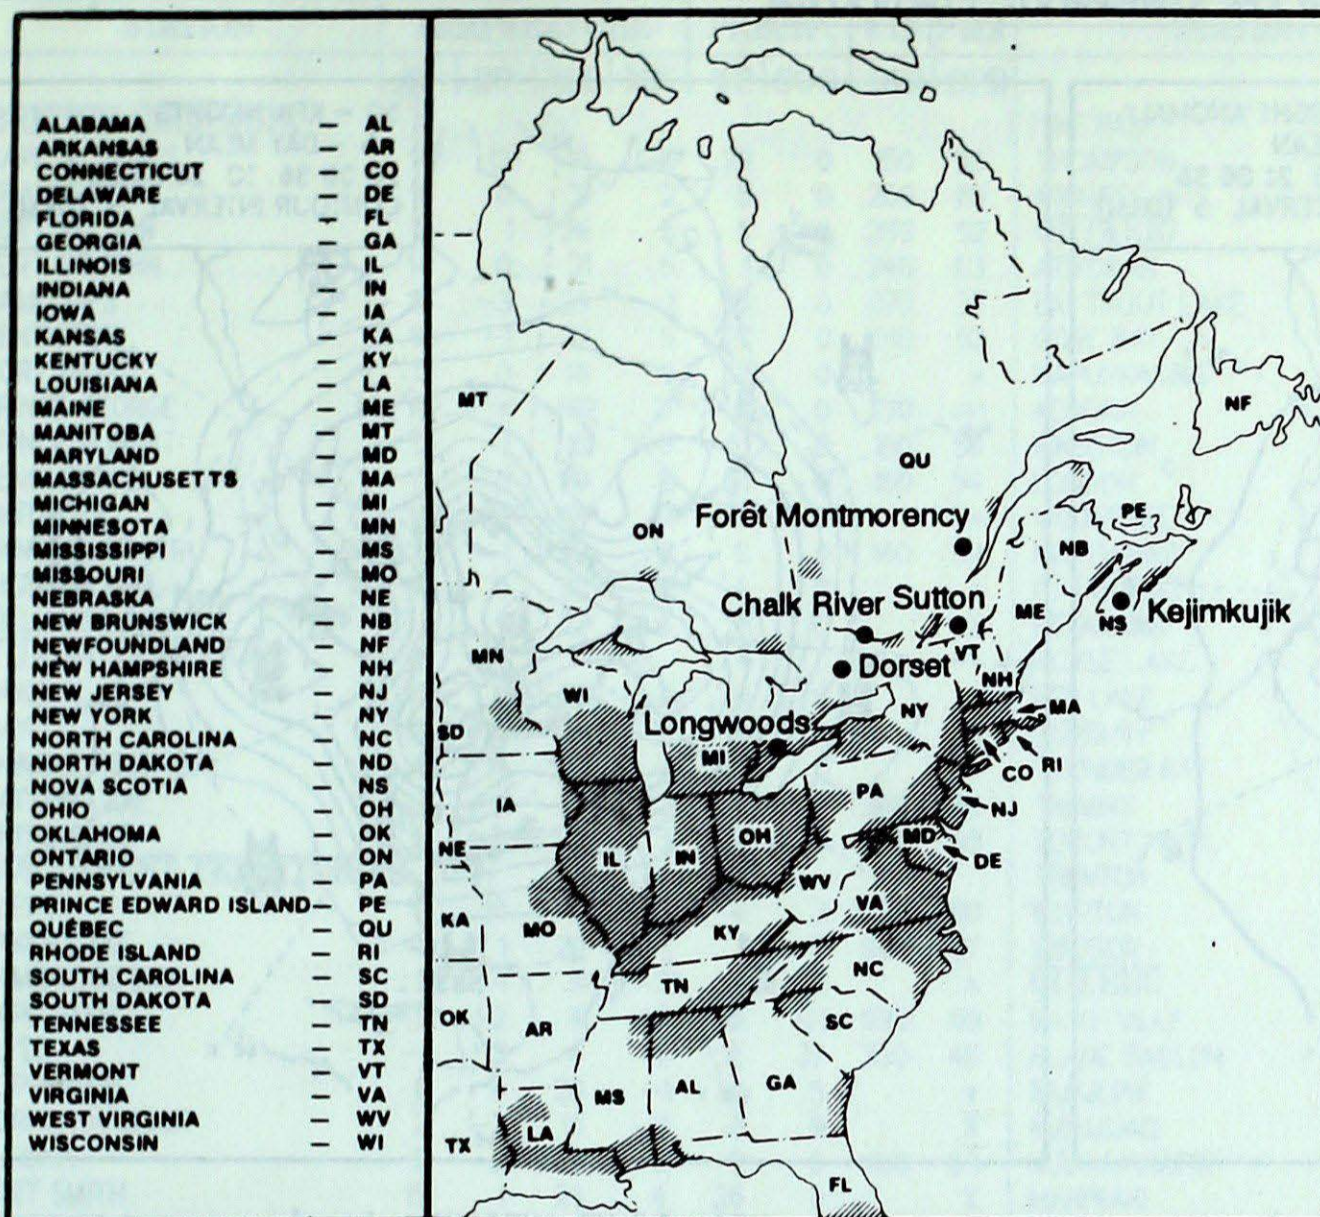 ALABAMA – AL
ARKANSAS – AR
CONNECTICUT – CO
DELAWARE – DE
FLORIDA – FL
GEORGIA – GA
ILLINOIS – IL
INDIANA – IN
IOWA – IA
KANSAS – KA
KENTUCKY – KY
LOUISIANA – LA
MAINE – ME
MANITOBA – MT
MARYLAND – MD
MASSACHUSETTS – MA
MICHIGAN – MI
MINNESOTA – MN
MISSISSIPPI – MS
MISSOURI – MO
NEBRASKA – NE
NEW BRUNSWICK – NB
NEWFOUNDLAND – NF
NEW HAMPSHIRE – NH
NEW JERSEY – NJ
NEW YORK – NY
NORTH CAROLINA – NC
NORTH DAKOTA – ND
NOVA SCOTIA – NS
OHIO – OH
OKLAHOMA – OK
ONTARIO – ON
PENNSYLVANIA – PA
PRINCE EDWARD ISLAND – PE
QUÉBEC – QU
RHODE ISLAND – RI
SOUTH CAROLINA – SC
SOUTH DAKOTA – SD
TENNESSEE – TN
TEXAS – TX
VERMONT – VT
VIRGINIA – VA
WEST VIRGINIA – WV
WISCONSIN – WI
MT
NF
QU
ON
Forêt Montmorency
PE
NB
Chalk River
Sutton
ME
NS
Kejimkujik
MN
VT
Dorset
NH
WI
NY
MA
SD
Longwoods
MI
CO
RI
IA
PA
NJ
NE
IL
IN
OH
MD
DE
WV
KA
MO
KY
VA
NC
TN
OK
AR
SC
MS
AL
GA
TX
LA
FL